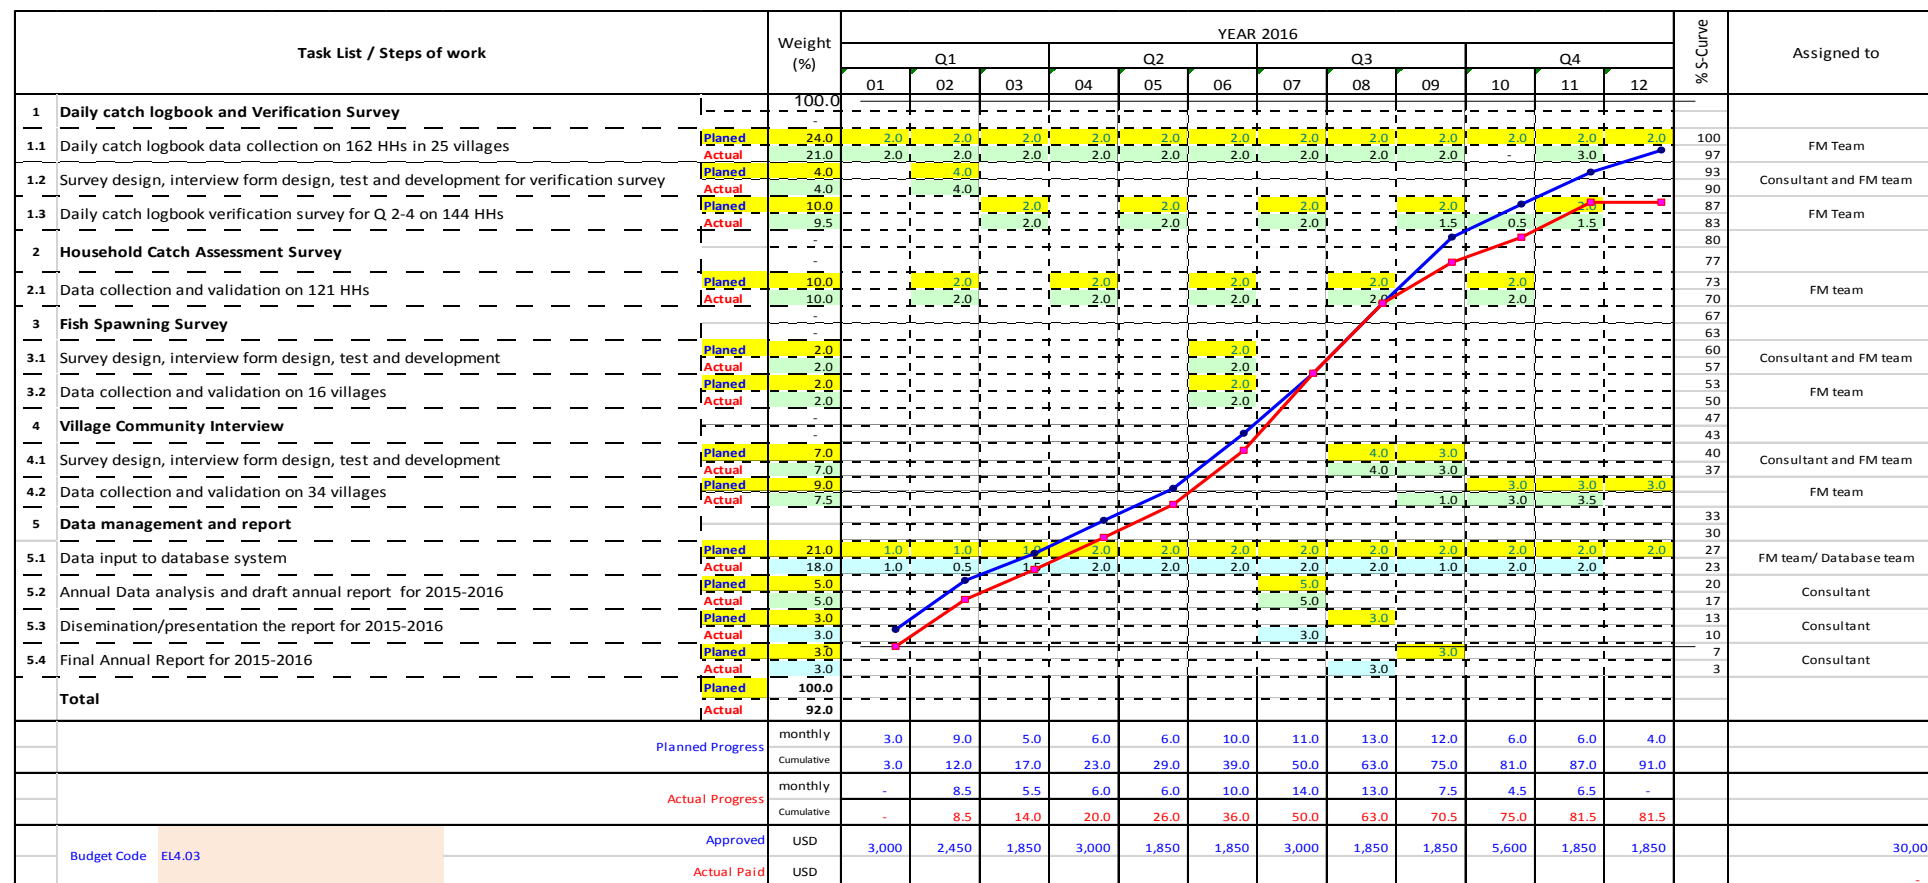 Task List / Steps of work Weight (%) YEAR 2016 % S-Curve Assigned to
Q1 Q2 Q3 Q4
01 02 03 04 05 06 07 08 09 10 11 12
100.0
1 Daily catch logbook and Verification Survey -
1.1 Daily catch logbook data collection on 162 HHs in 25 villages FM Team
Planed 24.0 2.0 2.0 2.0 2.0 2.0 2.0 2.0 2.0 2.0 2.0 2.0 2.0 100
Actual 21.0 2.0 2.0 2.0 2.0 2.0 2.0 2.0 2.0 2.0 - 3.0 97
1.2 Survey design, interview form design, test and development for verification survey Consultant and FM team
Planed 4.0 4.0 93
Actual 4.0 4.0 90
1.3 Daily catch logbook verification survey for Q 2-4 on 144 HHs FM Team
Planed 10.0 2.0 2.0 2.0 2.0 2.0 87
Actual 9.5 2.0 2.0 2.0 1.5 0.5 1.5 83
- 80
2 Household Catch Assessment Survey
- 77
2.1 Data collection and validation on 121 HHs FM team
Planed 10.0 2.0 2.0 2.0 2.0 2.0 73
Actual 10.0 2.0 2.0 2.0 2.0 2.0 70
3 Fish Spawning Survey
- 67
- 63
3.1 Survey design, interview form design, test and development Consultant and FM team
Planed 2.0 2.0 60
Actual 2.0 2.0 57
3.2 Data collection and validation on 16 villages FM team
Planed 2.0 2.0 53
Actual 2.0 2.0 50
4 Village Community Interview
- 47
- 43
4.1 Survey design, interview form design, test and development Consultant and FM team
Planed 7.0 4.0 3.0 40
Actual 7.0 4.0 3.0 37
4.2 Data collection and validation on 34 villages FM team
Planed 9.0 3.0 3.0 3.0
Actual 7.5 1.0 3.0 3.5
5 Data management and report
33
30
5.1 Data input to database system FM team/ Database team
Planed 21.0 1.0 1.0 1.0 2.0 2.0 2.0 2.0 2.0 2.0 2.0 2.0 2.0 27
Actual 18.0 1.0 0.5 1.5 2.0 2.0 2.0 2.0 2.0 1.0 2.0 2.0 23
5.2 Annual Data analysis and draft annual report for 2015-2016 Consultant
Planed 5.0 5.0 20
Actual 5.0 5.0 17
5.3 Disemination/presentation the report for 2015-2016 Consultant
Planed 3.0 3.0 13
Actual 3.0 3.0 10
5.4 Final Annual Report for 2015-2016 Consultant
Planed 3.0 3.0 7
Actual 3.0 3.0 3
Total
Planed 100.0
Actual 92.0
Planned Progress
monthly 3.0 9.0 5.0 6.0 6.0 10.0 11.0 13.0 12.0 6.0 6.0 4.0
Cumulative 3.0 12.0 17.0 23.0 29.0 39.0 50.0 63.0 75.0 81.0 87.0 91.0
Actual Progress
monthly - 8.5 5.5 6.0 6.0 10.0 14.0 13.0 7.5 4.5 6.5 -
Cumulative - 8.5 14.0 20.0 26.0 36.0 50.0 63.0 70.5 75.0 81.5 81.5
Budget Code EL4.03
Approved USD 3,000 2,450 1,850 3,000 1,850 1,850 3,000 1,850 1,850 5,600 1,850 1,850 30,00
Actual Paid USD